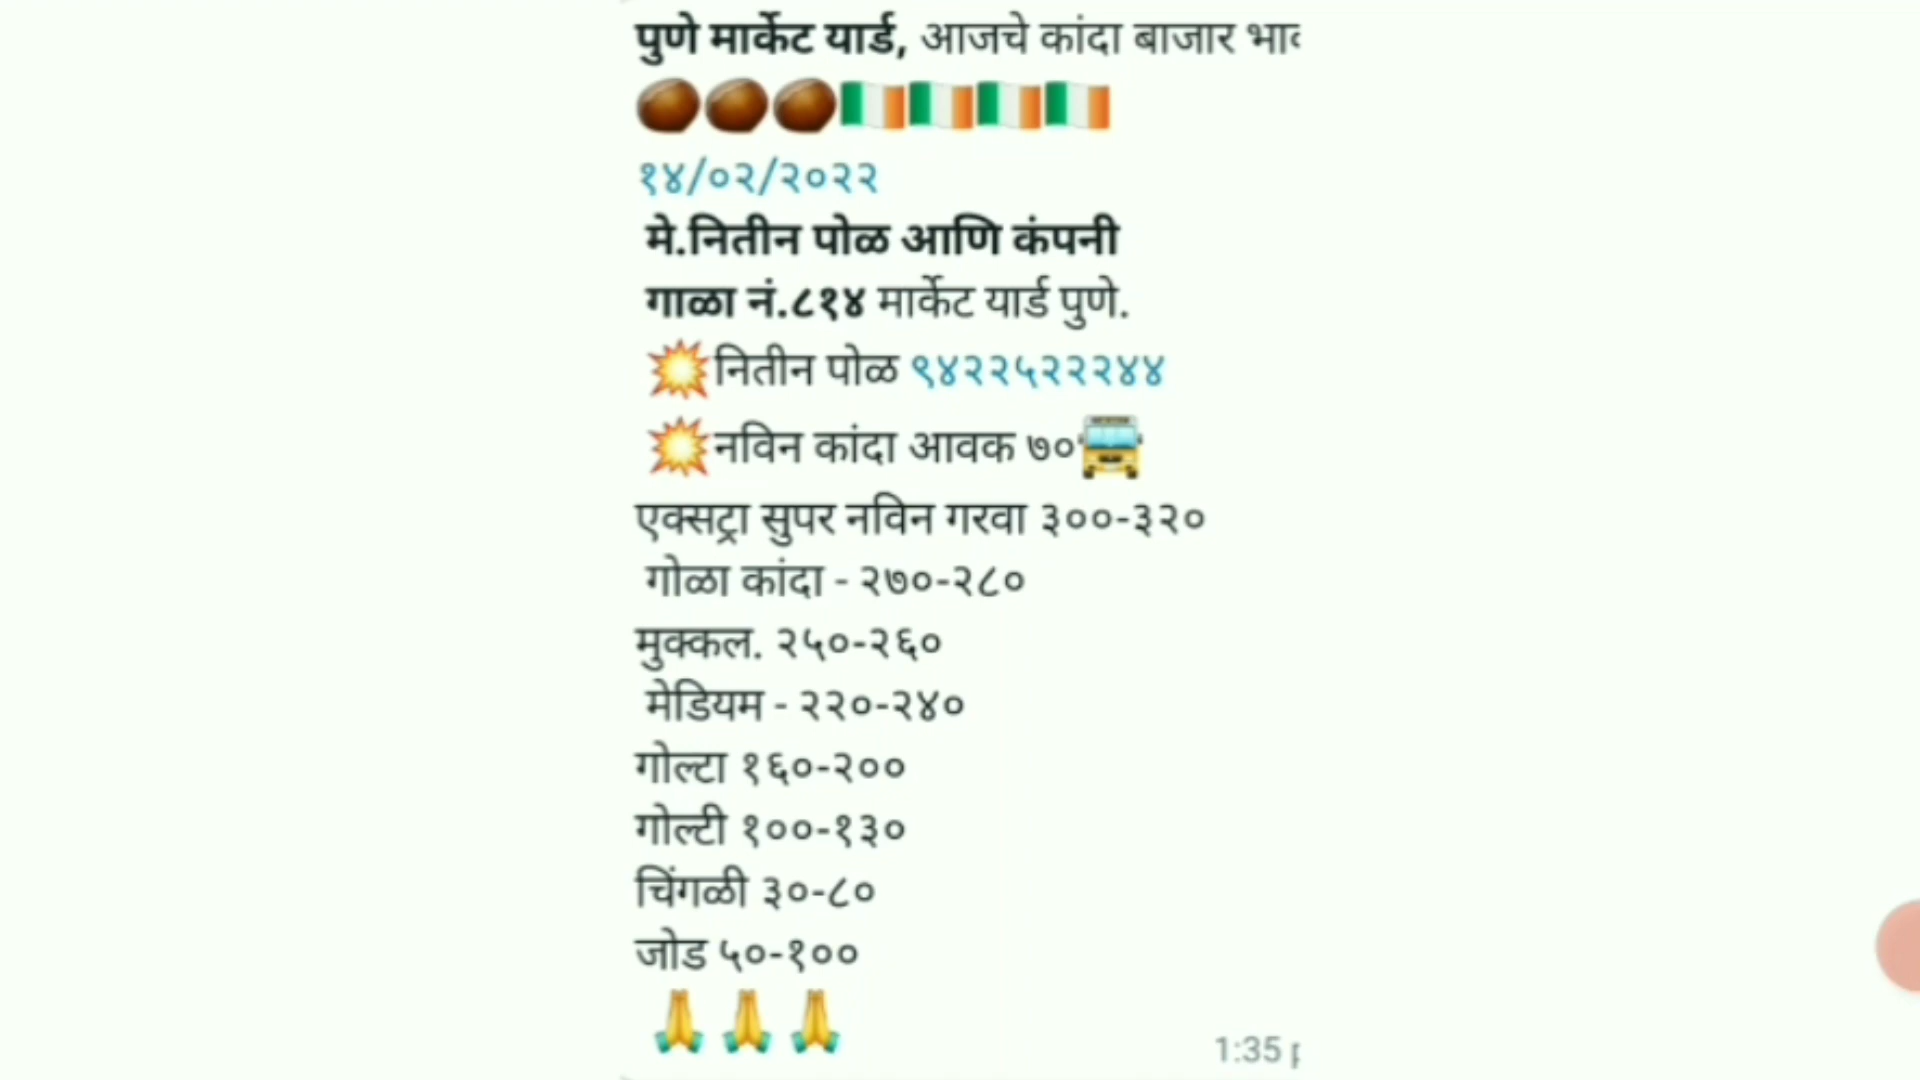 पुणे मार्केट यार्ड, आजचे कांदा बाजार
१४/०२/२०२२
मे.नितीन पोळ आणि कंपनी
गाळा नं.८१४ मार्केट यार्ड पुणे.
नितीन पोळ ९४२२५२२२४४
नविन कांदा आवक ७०
एक्सट्रा सुपर नविन गरवा ३००-३२०
गोळा कांदा - २७०-२८०
मुक्कल. २५०-२६०
मेडियम - २२०-२४०
गोल्टा १६०-२००
गोल्टी १००-१३०
चिंगळी ३०-८०
जोड ५०-१००
1:35